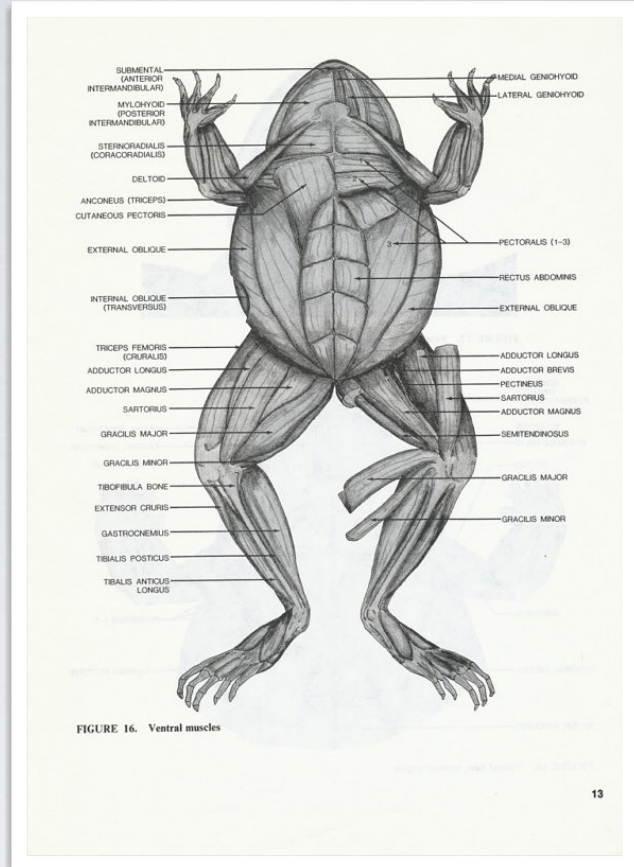 SUBMENTAL
(ANTERIOR
INTERMANDIBULAR)
MYLOHYOID
(POSTERIOR
INTERMANDIBULAR)
STERNORADIALIS
(CORACORADIALIS)
DELTOID
ANCONEUS (TRICEPS)
CUTANEOUS PECTORIS
EXTERNAL OBLIQUE
INTERNAL OBLIQUE
(TRANSVERSUS)
TRICEPS FEMORIS
(CRURALIS)
ADDUCTOR LONGUS
ADDUCTOR MAGNUS
SARTORIUS
GRACILIS MAJOR
GRACILIS MINOR
TIBOFIBULA BONE
EXTENSOR CRURIS
GASTROCNEMIUS
TIBIALIS POSTICUS
TIBALIS ANTICUS
LONGUS
1
2
3
MEDIAL GENIOHYOID
LATERAL GENIOHYOID
PECTORALIS (1-3)
RECTUS ABDOMINIS
EXTERNAL OBLIQUE
ADDUCTOR LONGUS
ADDUCTOR BREVIS
PECTINEUS
SARTORIUS
ADDUCTOR MAGNUS
SEMITENDINOSUS
GRACILIS MAJOR
GRACILIS MINOR
FIGURE 16. Ventral muscles
13